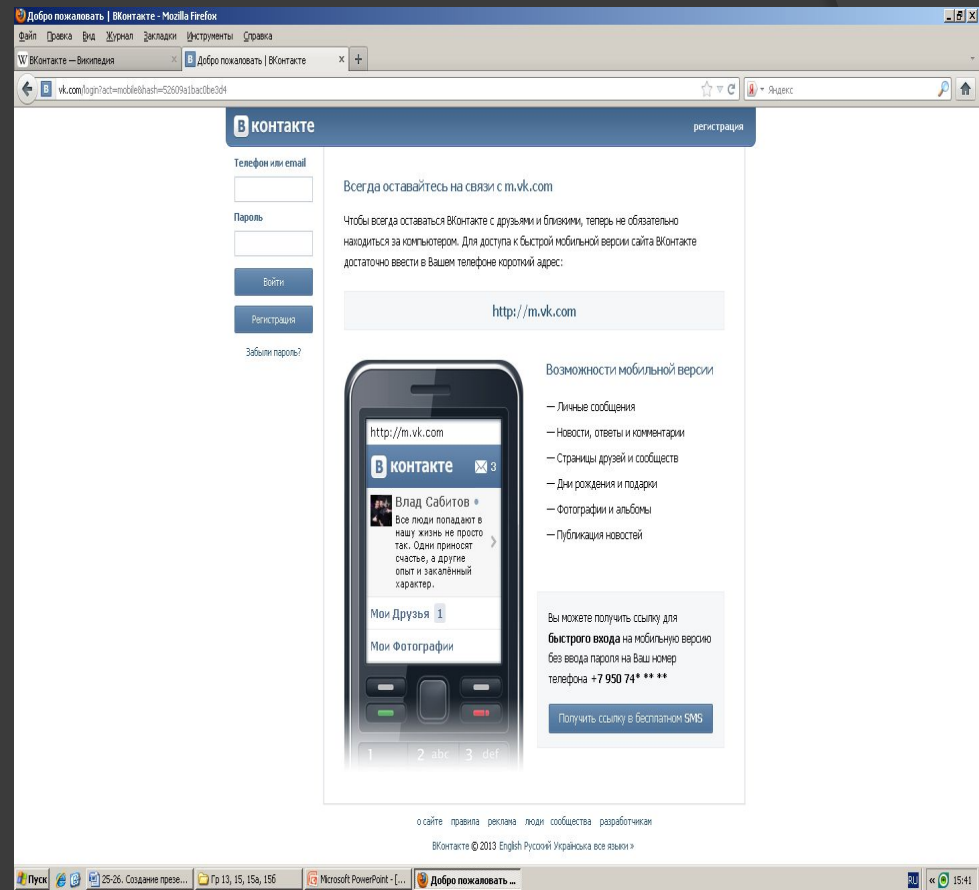 Добро пожаловать | ВКонтакте - Mozilla Firefox
Файл Правка Вид Журнал Закладки Инструменты Справка
W ВКонтакте — Википедия × В Добро пожаловать | ВКонтакте × +
В vk.com/login?act=mobile&hash=52609a1bac0be3d4 Я Яндекс
В контакте регистрация
Телефон или email
Пароль
Войти
Регистрация
Забыли пароль?
Всегда оставайтесь на связи с m.vk.com
Чтобы всегда оставаться ВКонтакте с друзьями и близкими, теперь не обязательно
находиться за компьютером. Для доступа к быстрой мобильной версии сайта ВКонтакте
достаточно ввести в Вашем телефоне короткий адрес:
http://m.vk.com
http://m.vk.com
В контакте 3
Влад Сабитов
Все люди попадают в
нашу жизнь не просто
так. Одни приносят
счастье, а другие
опыт и закалённый
характер.
Мои Друзья 1
Мои Фотографии
1 2 abc 3 def
Возможности мобильной версии
— Личные сообщения
— Новости, ответы и комментарии
— Страницы друзей и сообществ
— Дни рождения и подарки
— Фотографии и альбомы
— Публикация новостей
Вы можете получить ссылку для
быстрого входа на мобильную версию
без ввода пароля на Ваш номер
телефона +7 950 74* ** **
Получить ссылку в бесплатном SMS
о сайте правила реклама люди сообщества разработчикам
ВКонтакте © 2013 English Русский Українська все языки »
Пуск 25-26. Создание презе... Гр 13, 15, 15а, 15б Microsoft PowerPoint - [... Добро пожаловать ... RU « 15:41